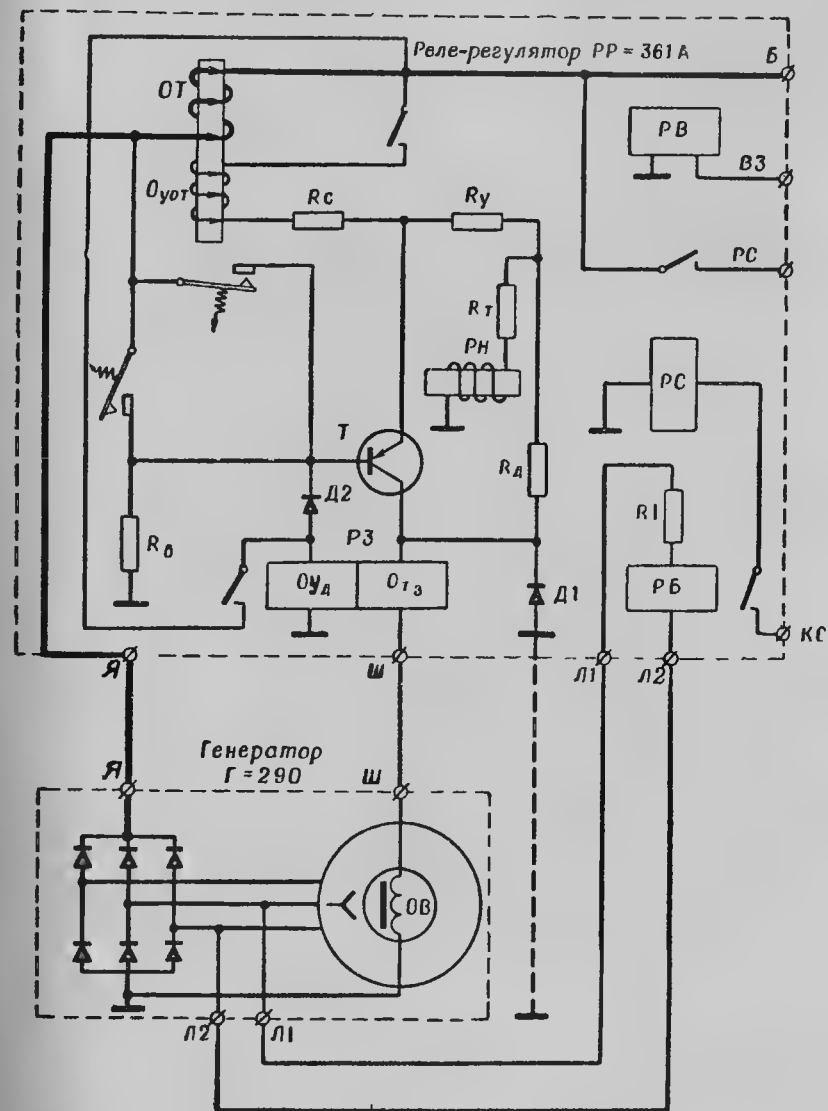 Реле-регулятор РР=361А
Б
ОТ
РВ
ВЗ
Оуот
Rс
Rу
РС
Rт
РН
РС
Т
Rд
Д2
R1
Rб
РЗ
ОУд
Отз
Д1
РБ
КС
Я
Ш
Л1
Л2
Генератор
Г=290
Я
Ш
ОВ
Л2
Л1